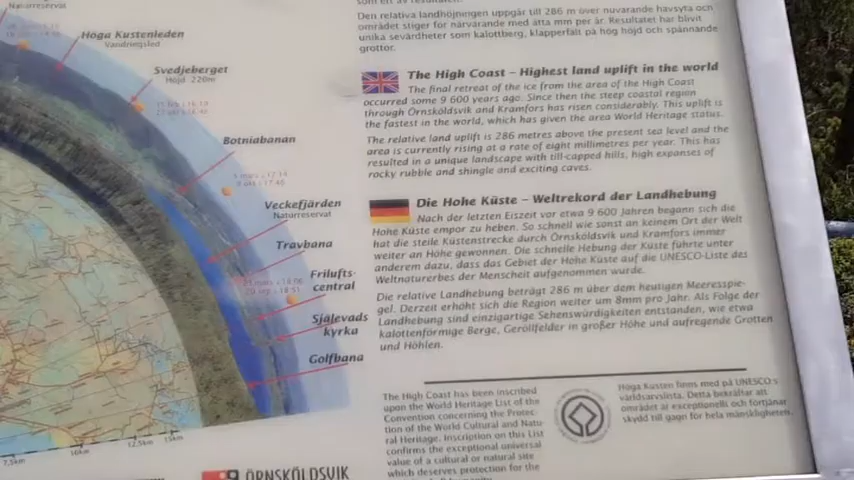 Naturreservat
Höga Kustenleden
Vandringsled
Svedjeberget
Höjd 220m
Botniabanan
Veckefjärden
Naturreservat
Travbana
Frilufts-
central
Själevads
kyrka
Golfbana
7,5km
10km
12,5km
15km
ÖRNSKÖLDSVIK
Den relativa landhöjningen uppgår till 286 m över nuvarande havsyta och
området stiger för närvarande med åtta mm per år. Resultatet har blivit
unika sevärdheter som kalottberg, klapperfält på hög höjd och spännande
grottor.
The High Coast – Highest land uplift in the world
The final retreat of the ice from the area of the High Coast
occurred some 9 600 years ago. Since then the steep coastal region
through Örnsköldsvik and Kramfors has risen considerably. This uplift is
the fastest in the world, which has given the area World Heritage status.
The relative land uplift is 286 metres above the present sea level and the
area is currently rising at a rate of eight millimetres per year. This has
resulted in a unique landscape with till-capped hills, high expanses of
rocky rubble and shingle and exciting caves.
Die Hohe Küste – Weltrekord der Landhebung
Nach der letzten Eiszeit vor etwa 9 600 Jahren begann sich die
Hohe Küste empor zu heben. So schnell wie sonst an keinem Ort der Welt
hat die steile Küstenstrecke durch Örnsköldsvik und Kramfors immer
weiter an Höhe gewonnen. Die schnelle Hebung der Küste führte unter
anderem dazu, dass das Gebiet der Hohe Küste auf die UNESCO-Liste des
Weltnaturerbes der Menscheit aufgenommen wurde.
Die relative Landhebung beträgt 286 m über dem heutigen Meeresspie-
gel. Derzeit erhöht sich die Region weiter um 8mm pro Jahr. Als Folge der
Landhebung sind einzigartige Sehenswürdigkeiten entstanden, wie etwa
kalottenförmige Berge, Geröllfelder in großer Höhe und aufregende Grotten
und Höhlen.
The High Coast has been inscribed
upon the World Heritage List of the
Convention concerning the Protec-
tion of the World Cultural and Natu-
ral Heritage. Inscription on this List
confirms the exceptional universal
value of a cultural or natural site
which deserves protection for the
Höga Kusten finns med på UNESCO:s
världsarvslista. Detta bekräftar att
området är exceptionellt och förtjänar
skydd till gagn för hela mänskligheten.